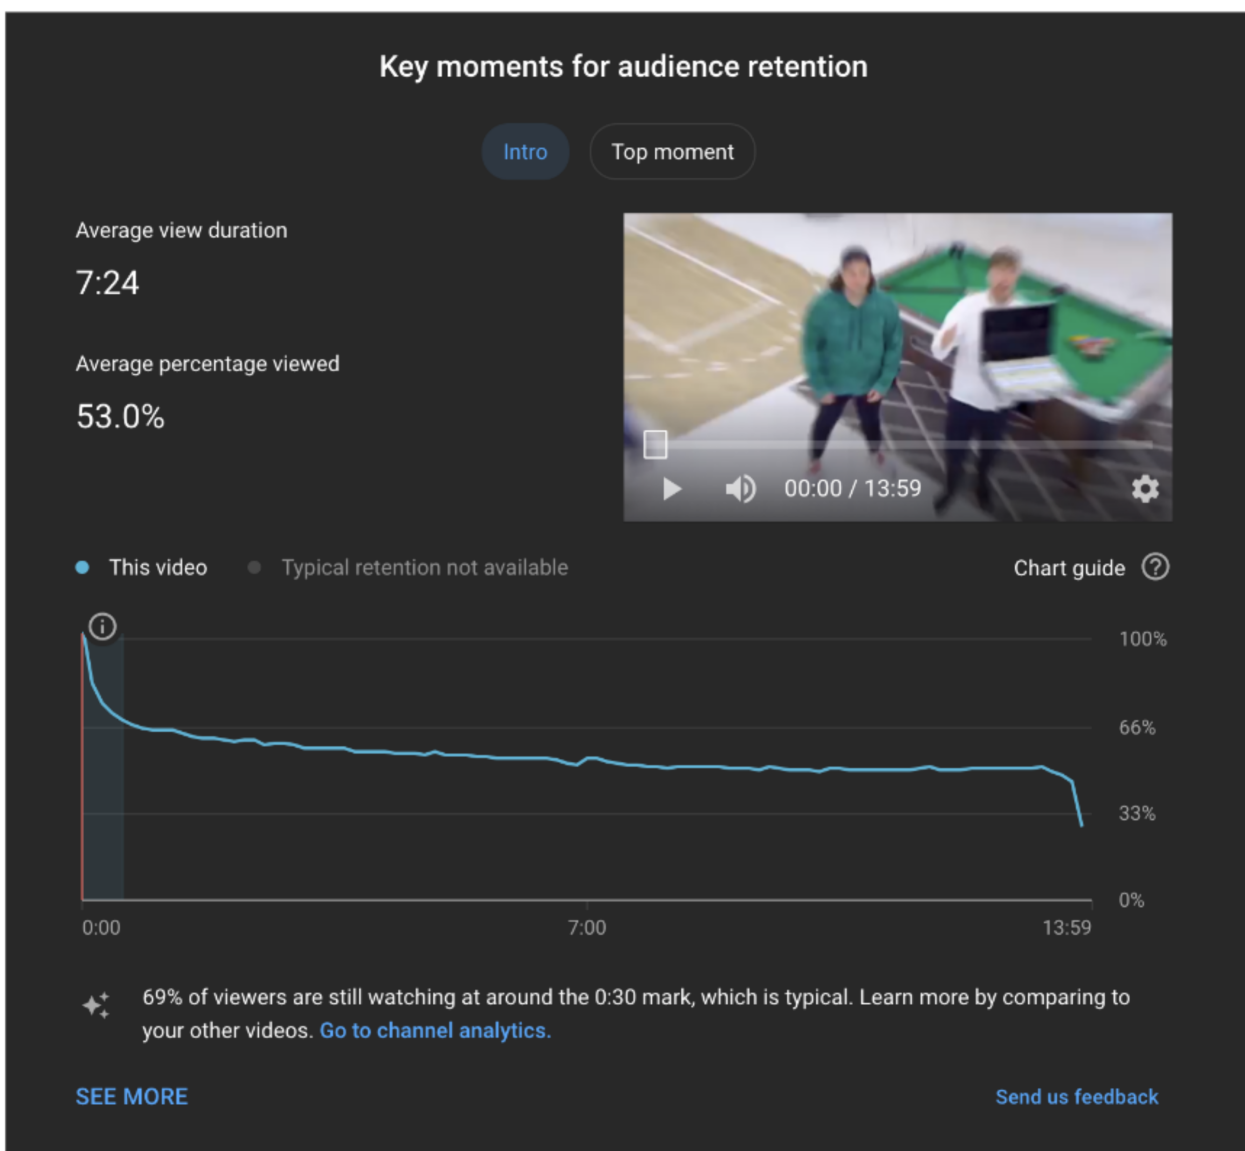 Key moments for audience retention
Intro
Top moment
Average view duration
7:24
Average percentage viewed
53.0%
00:00 / 13:59
This video
Typical retention not available
Chart guide
100%
66%
33%
0%
0:00
7:00
13:59
69% of viewers are still watching at around the 0:30 mark, which is typical. Learn more by comparing to
your other videos. Go to channel analytics.
SEE MORE
Send us feedback